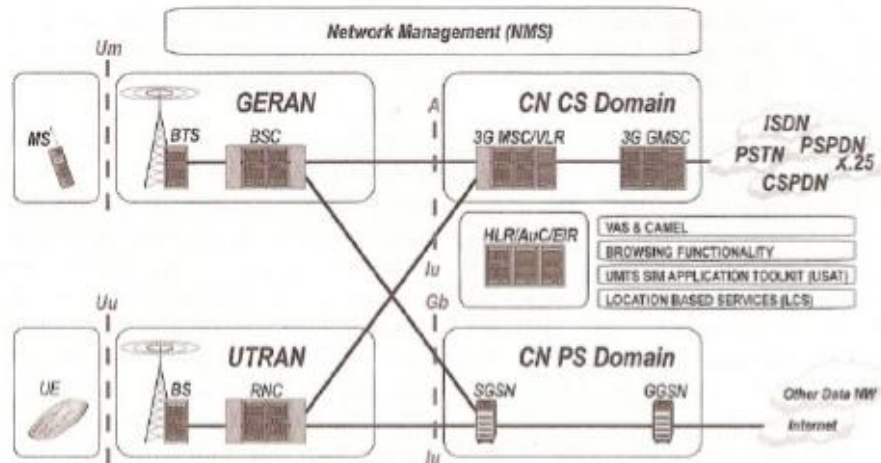 Network Management (NMS)
Um
GERAN
A
CN CS Domain
MS
BTS
BSC
3G MSC/VLR
3G GMSC
ISDN
PSTN
PSPDN
X.25
CSPDN
HLR/AuC/EIR
VAS & CAMEL
BROWSING FUNCTIONALITY
UMTS SIM APPLICATION TOOLKIT (USAT)
LOCATION BASED SERVICES (LCS)
Iu
Gb
Uu
UTRAN
CN PS Domain
UE
BS
RNC
SGSN
GGSN
Other Data NW
Internet
Iu